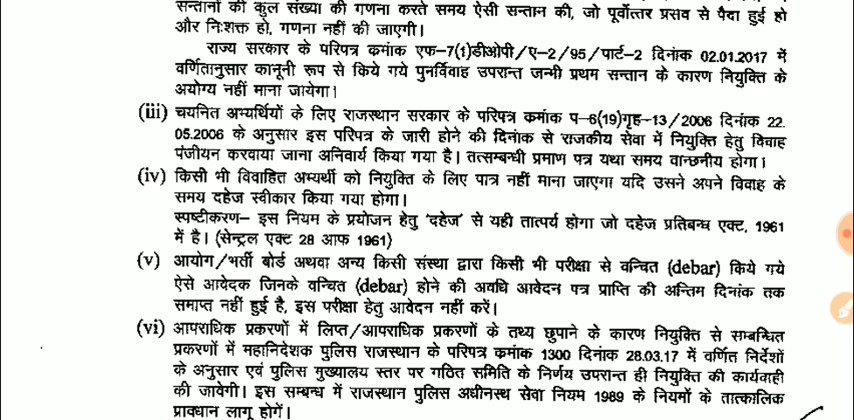 सन्तानों की कुल संख्या की गणना करते समय ऐसी सन्तान की, जो पूर्वोत्तर प्रसव से पैदा हुई हो
और निःशक्त हो, गणना नहीं की जाएगी।
राज्य सरकार के परिपत्र कमांक एफ–7(1)डीओपी/ए–2/95/पार्ट–2 दिनांक 02.01.2017 में
वर्णितानुसार कानूनी रूप से किये गये पुनर्विवाह उपरान्त जन्मी प्रथम सन्तान के कारण नियुक्ति के
अयोग्य नहीं माना जायेगा।
(iii) चयनित अभ्यर्थियों के लिए राजस्थान सरकार के परिपत्र कमांक प–6(19)गृह–13/2006 दिनांक 22.
05.2006 के अनुसार इस परिपत्र के जारी होने की दिनांक से राजकीय सेवा में नियुक्ति हेतु विवाह
पंजीयन करवाया जाना अनिवार्य किया गया है। तत्सम्बन्धी प्रमाण पत्र यथा समय वान्छनीय होगा।
(iv) किसी भी विवाहित अभ्यर्थी को नियुक्ति के लिए पात्र नहीं माना जाएगा यदि उसने अपने विवाह के
समय दहेज स्वीकार किया गया होगा।
स्पष्टीकरण– इस नियम के प्रयोजन हेतु 'दहेज' से यही तात्पर्य होगा जो दहेज प्रतिबन्ध एक्ट, 1961
में है। (सेन्ट्रल एक्ट 28 आफ 1961)
(v) आयोग/भर्ती बोर्ड अथवा अन्य किसी संस्था द्वारा किसी भी परीक्षा से वन्चित (debar) किये गये
ऐसे आवेदक जिनके वन्चित (debar) होने की अवधि आवेदन पत्र प्राप्ति की अन्तिम दिनांक तक
समाप्त नहीं हुई है, इस परीक्षा हेतु आवेदन नहीं करें।
(vi) आपराधिक प्रकरणों में लिप्त/आपराधिक प्रकरणों के तथ्य छुपाने के कारण नियुक्ति से सम्बन्धित
प्रकरणों में महानिदेशक पुलिस राजस्थान के परिपत्र कमांक 1300 दिनांक 28.03.17 में वर्णित निर्देशों
के अनुसार एवं पुलिस मुख्यालय स्तर पर गठित समिति के निर्णय उपरान्त ही नियुक्ति की कार्यवाही
की जावेगी। इस सम्बन्ध में राजस्थान पुलिस अधीनस्थ सेवा नियम 1989 के नियमों के तात्कालिक
प्रावधान लागू होगें।